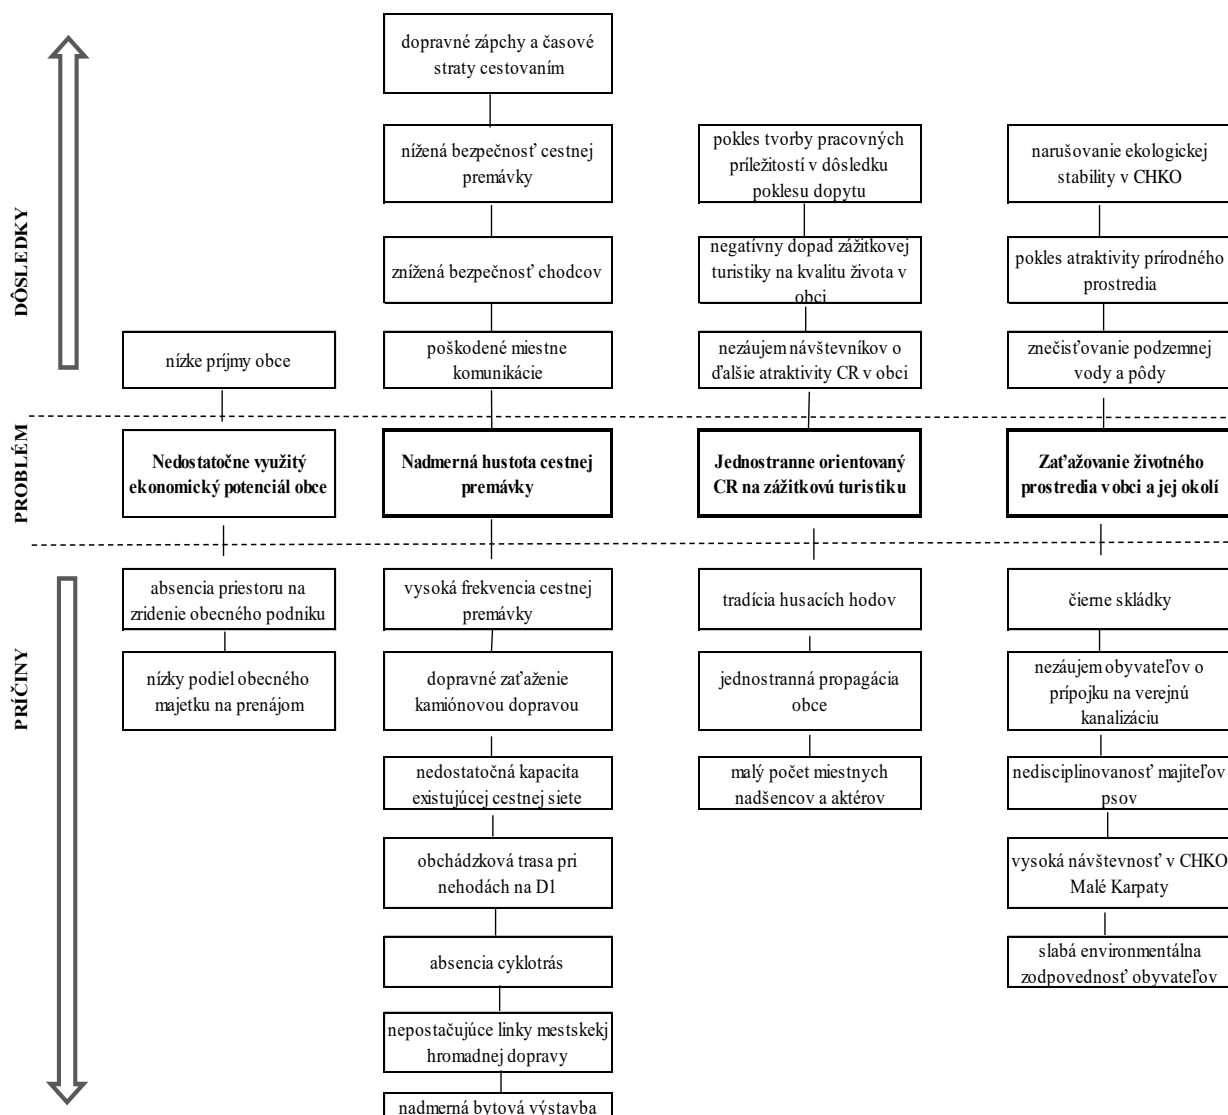 DÔSLEDKY
nízke príjmy obce
dopravné zápchy a časové
straty cestovaním
nížená bezpečnosť cestnej
premávky
znížená bezpečnosť chodcov
poškodené miestne
komunikácie
pokles tvorby pracovných
príležitostí v dôsledku
poklesu dopytu
negatívny dopad zážitkovej
turistiky na kvalitu života v
obci
nezáujem návštevníkov o
ďalšie atraktivity CR v obci
narušovanie ekologickej
stability v CHKO
pokles atraktivity prírodného
prostredia
znečisťovanie podzemnej
vody a pôdy
PROBLÉM
Nedostatočne využitý
ekonomický potenciál obce
Nadmerná hustota cestnej
premávky
Jednostranne orientovaný
CR na zážitkovú turistiku
Zaťažovanie životného
prostredia v obci a jej okolí
PRÍČINY
absencia priestoru na
zridenie obecného podniku
nízky podiel obecného
majetku na prenájom
vysoká frekvencia cestnej
premávky
dopravné zaťaženie
kamiónovou dopravou
nedostatočná kapacita
existujúcej cestnej siete
obchádzková trasa pri
nehodách na D1
absencia cyklotrás
nepostačujúce linky mestskekj
hromadnej dopravy
nadmerná bytová výstavba
tradícia husacích hodov
jednostranná propagácia
obce
malý počet miestnych
nadšencov a aktérov
čierne skládky
nezáujem obyvateľov o
prípojku na verejnú
kanalizáciu
nedisciplinovanosť majiteľov
psov
vysoká návštevnosť v CHKO
Malé Karpaty
slabá environmentálna
zodpovednosť obyvateľov